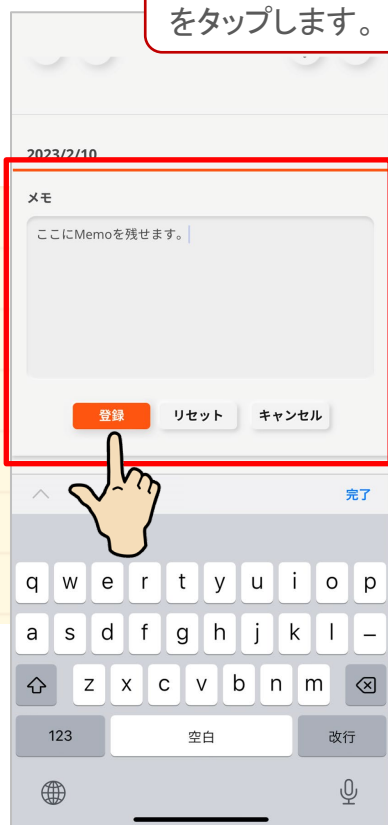 をタップします。
2023/2/10
メモ
ここにMemoを残せます。
登録 リセット キャンセル
完了
q w e r t y u i o p
a s d f g h j k l ー
z x c v b n m
123 空白 改行